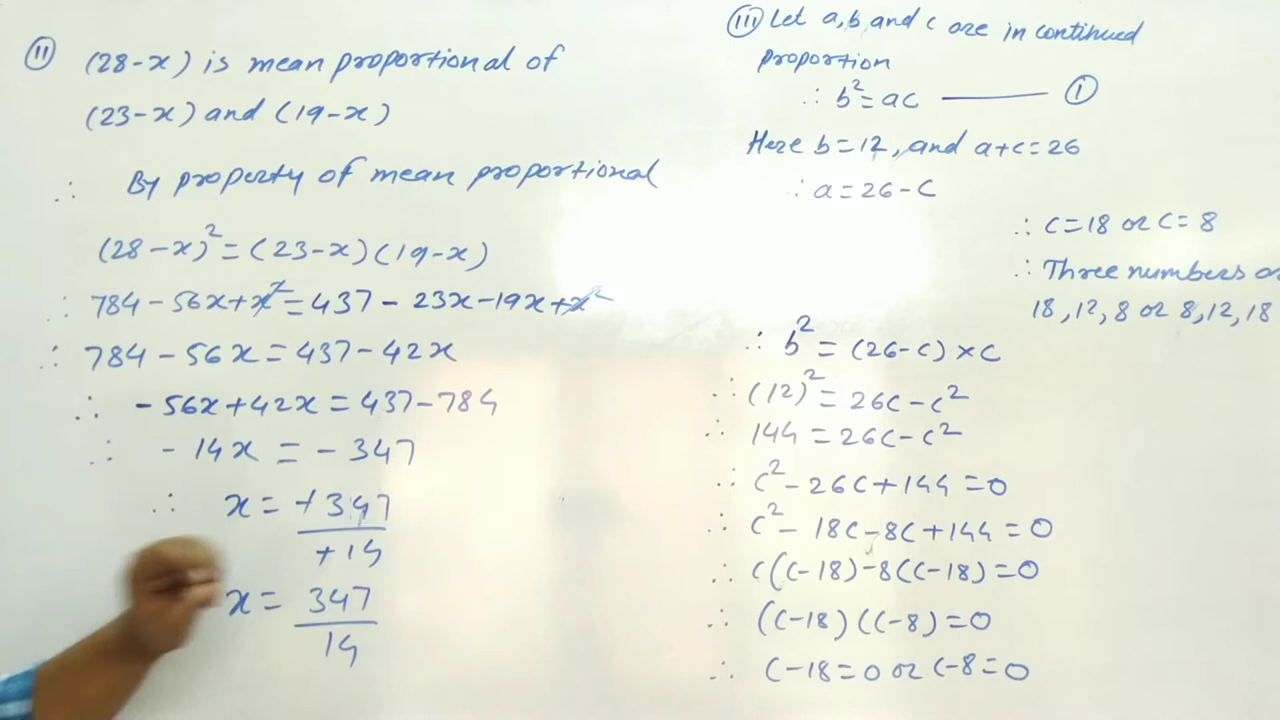 (II) (28-x) is mean proportional of
(23-x) and (19-x)
∴ By property of mean proportional
(28-x)²=(23-x)(19-x)
∴ 784-56x+x²=437-23x-19x+x²
∴ 784-56x=437-42x
∴ -56x+42x=437-784
∴ -14x=-347
∴ x=+347/+14
x=347/14
(III) Let a,b and c are in continued
proportion
∴ b²=ac —— (1)
Here b=12, and a+c=26
∴ a=26-c
∴ c=18 or c=8
∴ Three numbers
18,12,8 or 8,12,18
∴ b²=(26-c)×c
∴ (12)²=26c-c²
∴ 144=26c-c²
∴ c²-26c+144=0
∴ c²-18c-8c+144=0
∴ c(c-18)-8(c-18)=0
∴ (c-18)(c-8)=0
∴ c-18=0 or c-8=0